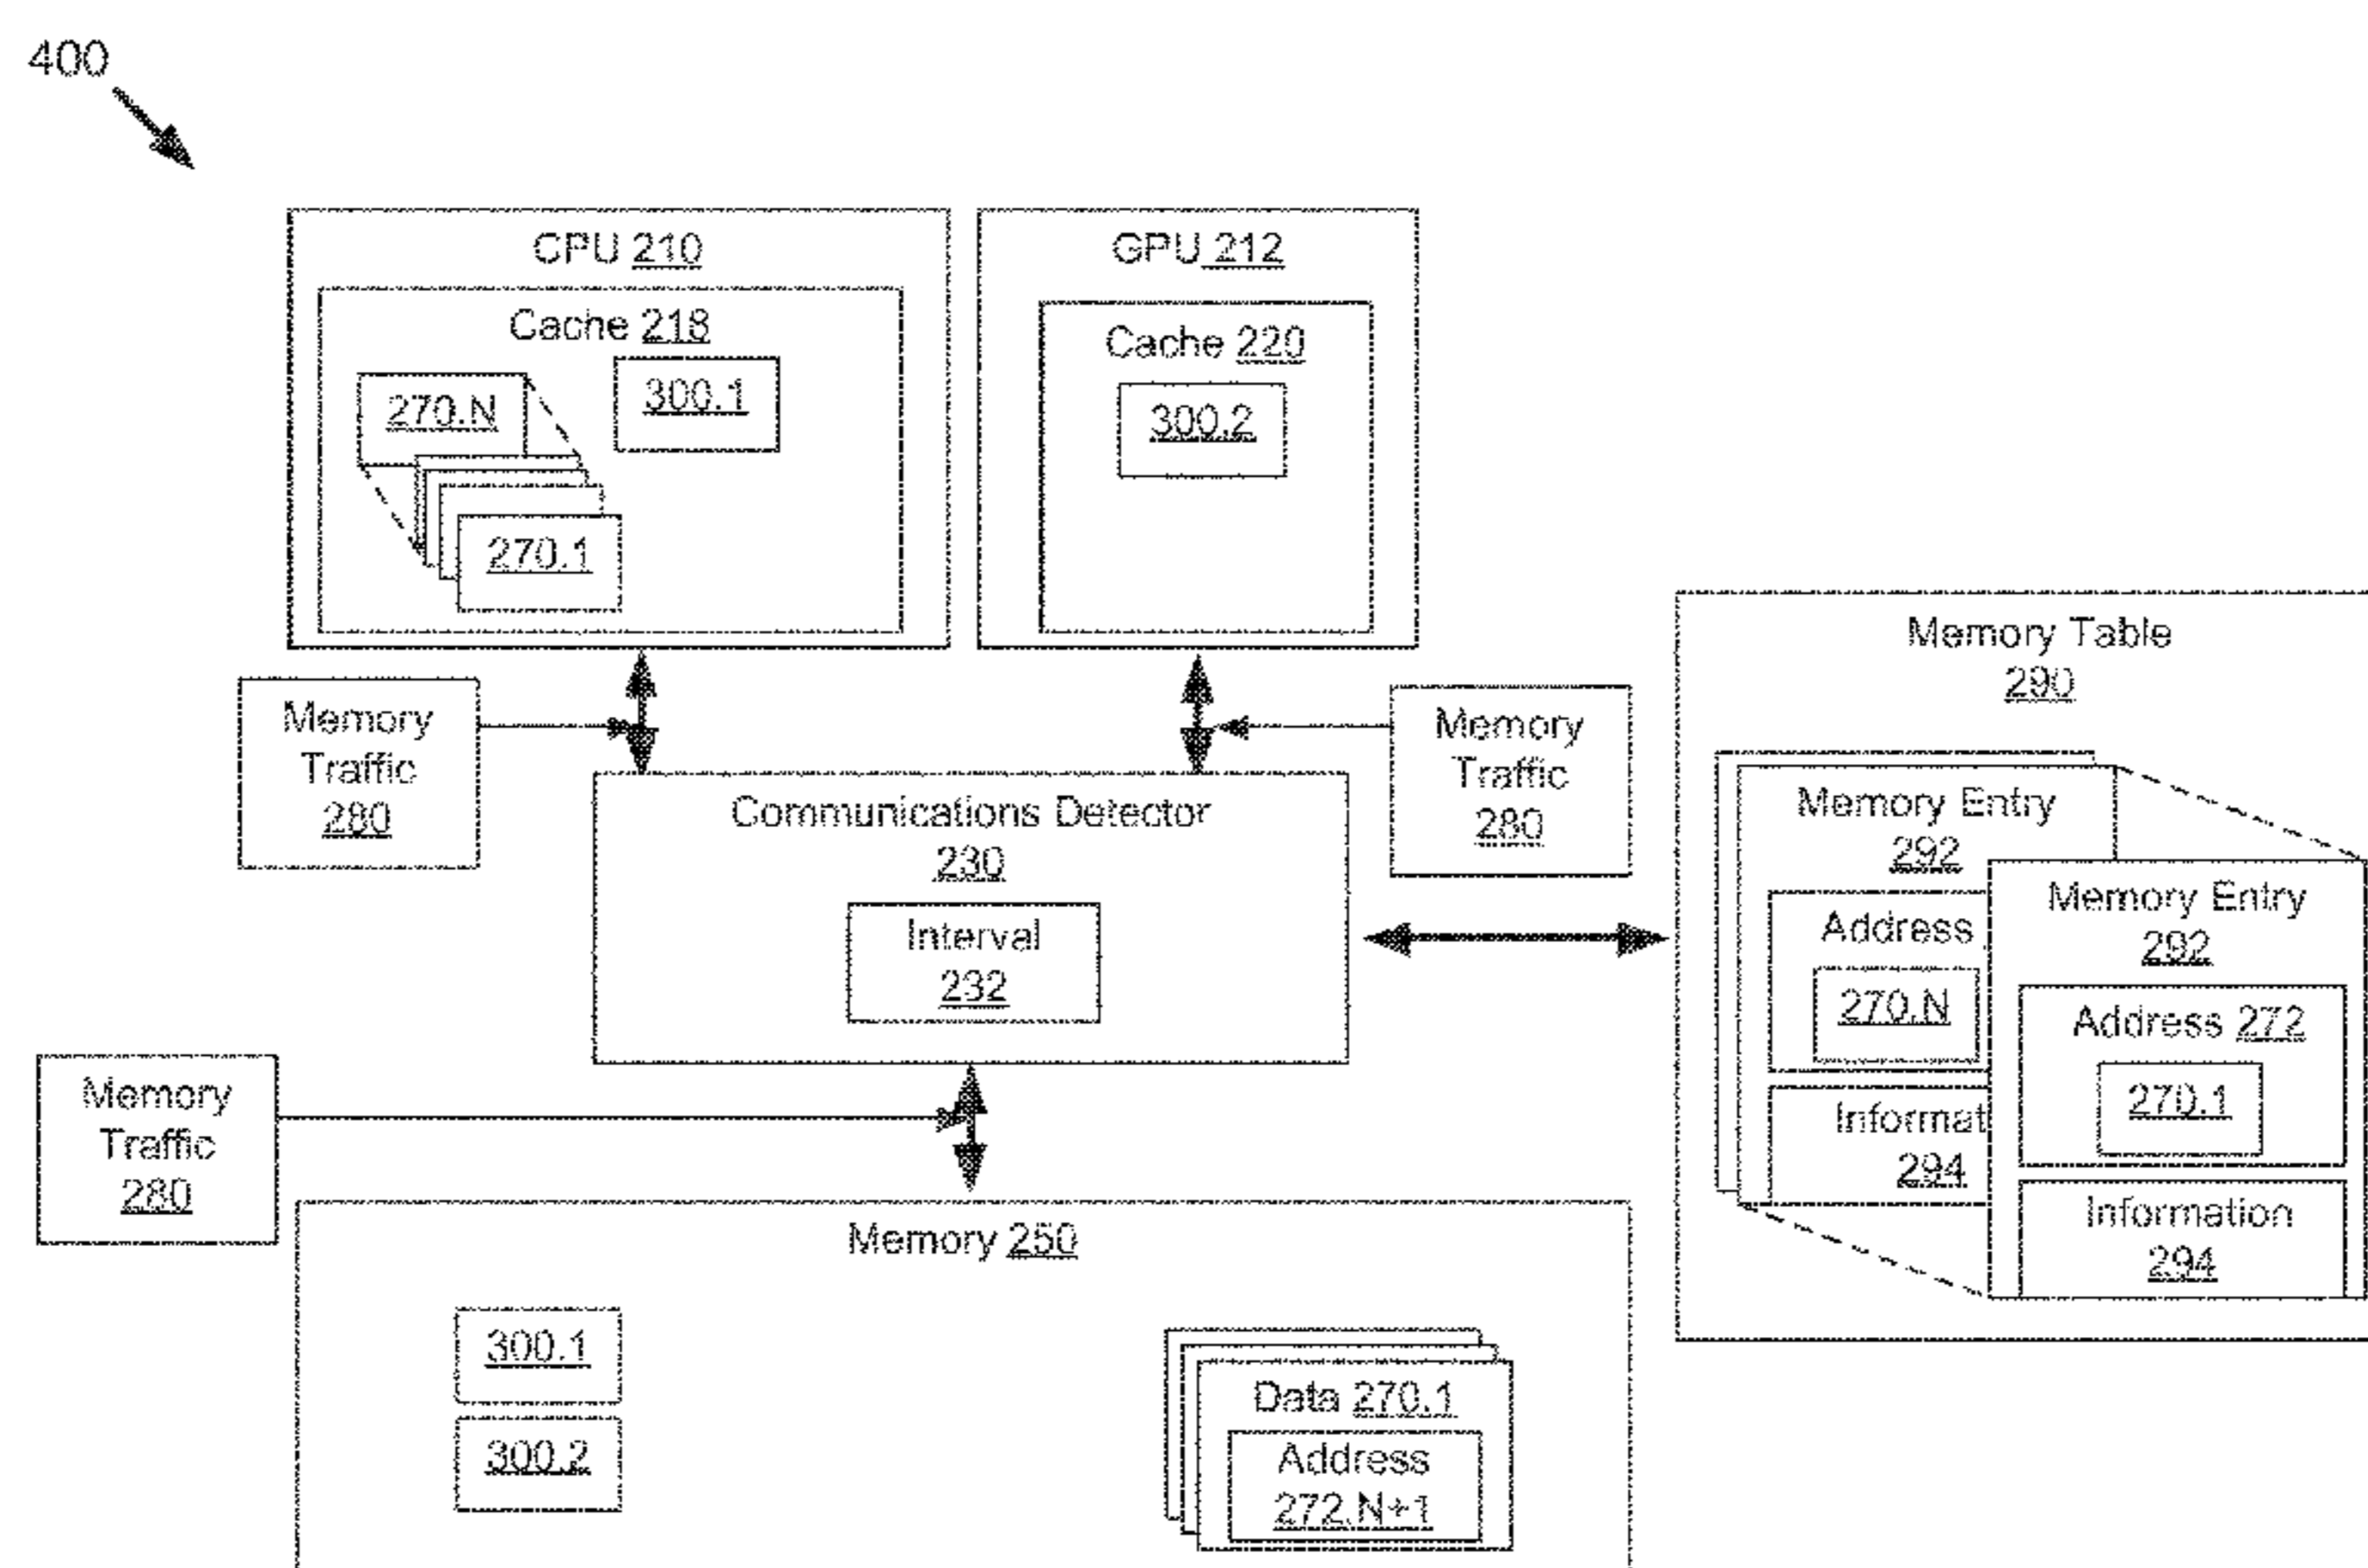 400
CPU 210
Cache 218
270.N
300.1
270.1
GPU 212
Cache 220
300.2
Memory
Traffic
280
Memory
Traffic
280
Communications Detector
230
Interval
232
Memory Table
290
Memory Entry
292
Address
270.N
Informat
294
Memory Entry
292
Address 272
270.1
Information
294
Memory
Traffic
280
Memory 250
300.1
300.2
Data 270.1
Address
272.N+1